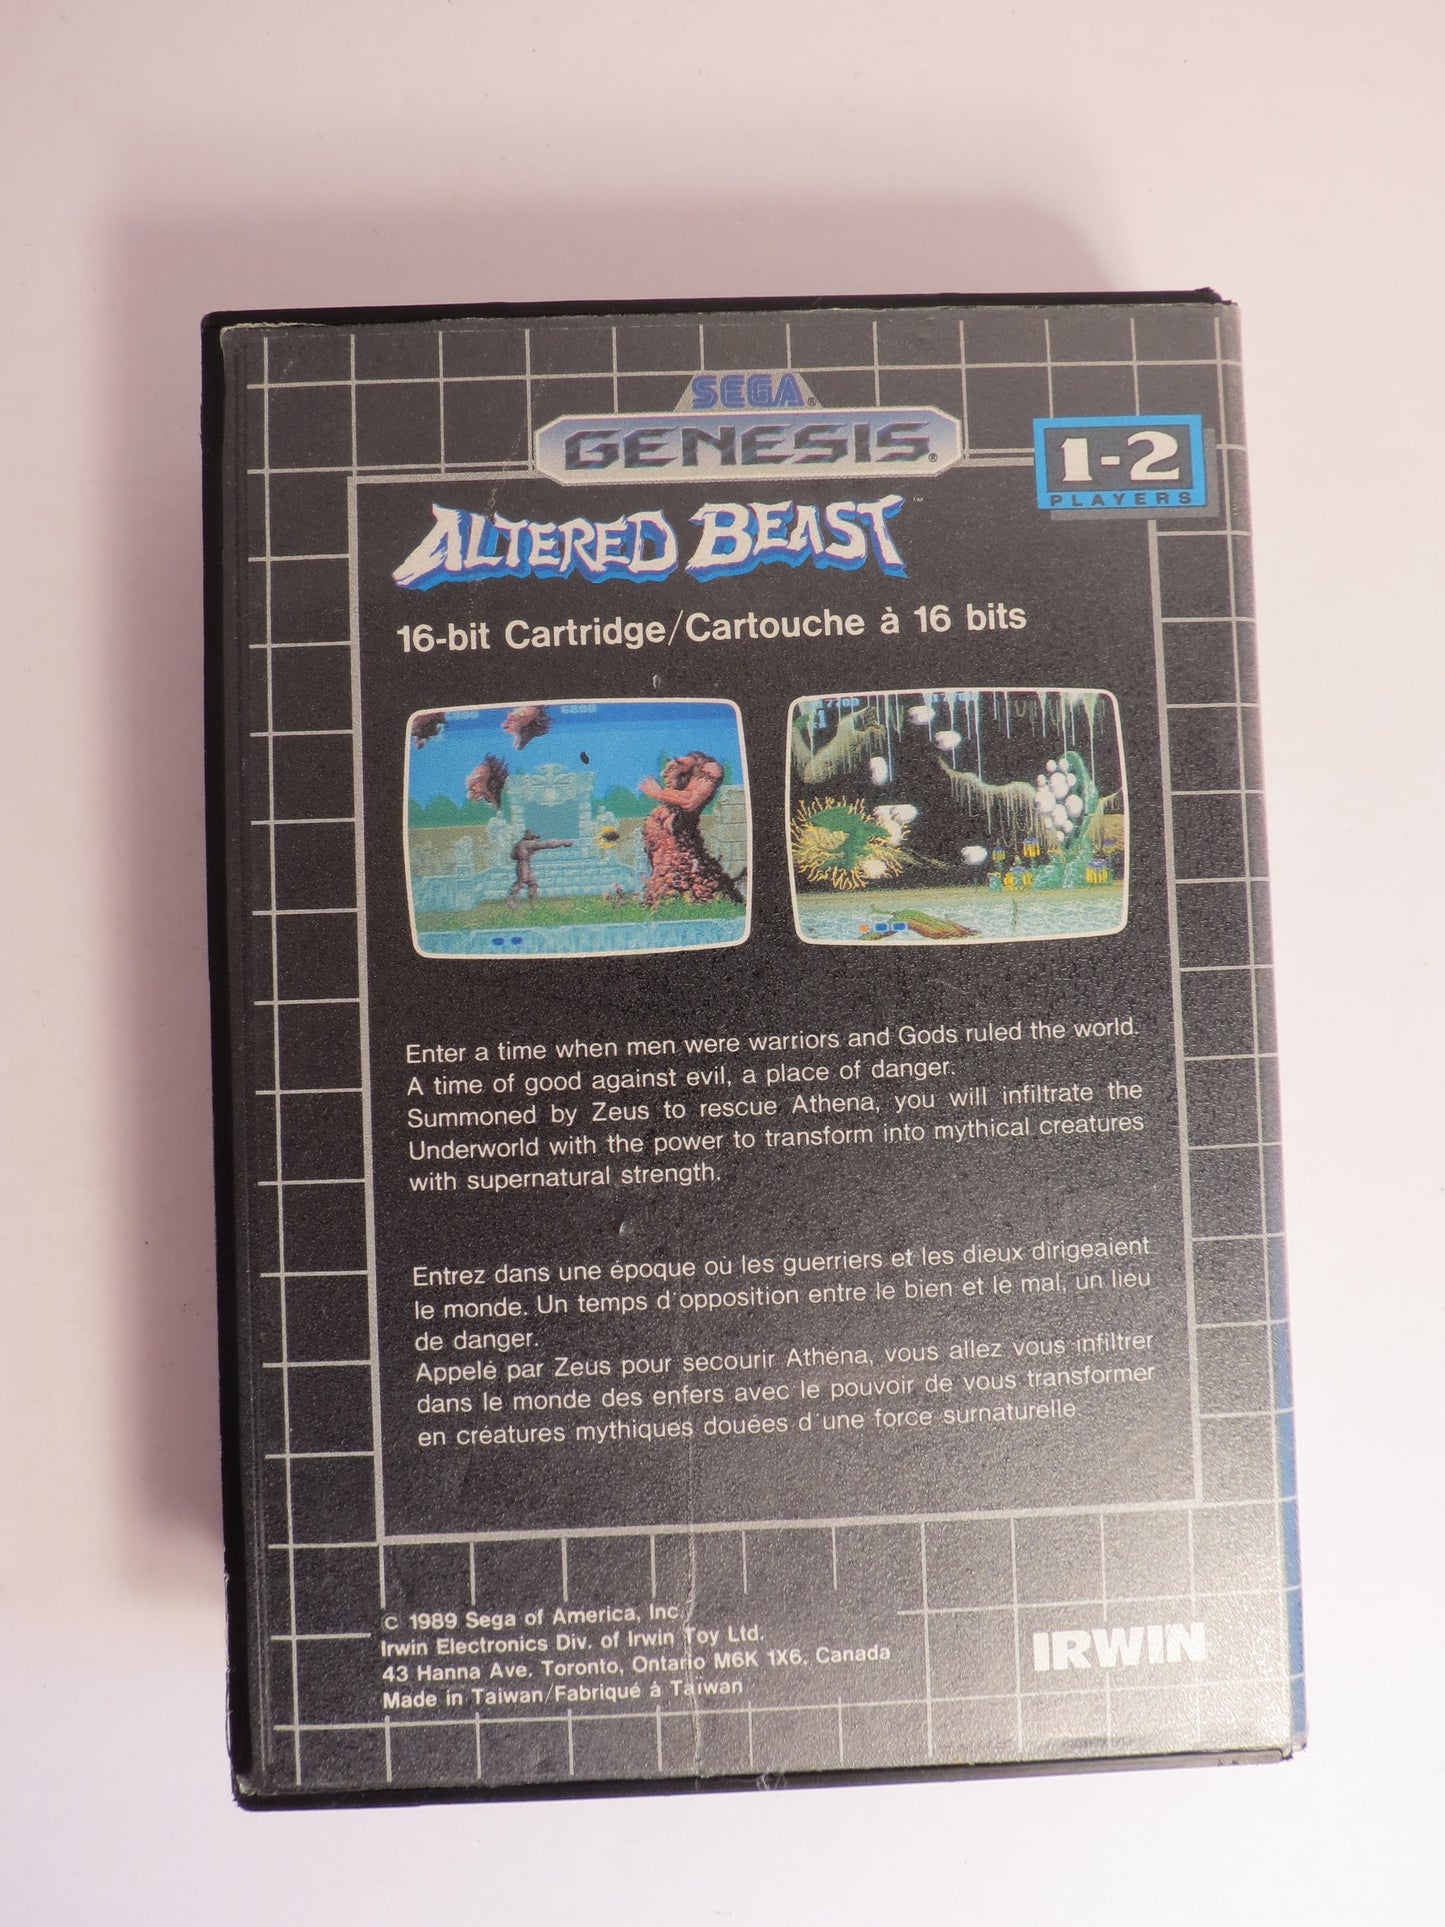 SEGA®
GENESIS®
1-2
PLAYERS
ALTERED BEAST™
16-bit Cartridge/Cartouche à 16 bits
Enter a time when men were warriors and Gods ruled the world.
A time of good against evil, a place of danger.
Summoned by Zeus to rescue Athena, you will infiltrate the
Underworld with the power to transform into mythical creatures
with supernatural strength.
Entrez dans une époque où les guerriers et les dieux dirigeaient
le monde. Un temps d'opposition entre le bien et le mal, un lieu
de danger.
Appelé par Zeus pour secourir Athéna, vous allez vous infiltrer
dans le monde des enfers avec le pouvoir de vous transformer
en créatures mythiques douées d'une force surnaturelle
© 1989 Sega of America, Inc.
Irwin Electronics Div. of Irwin Toy Ltd.
43 Hanna Ave. Toronto, Ontario M6K 1X6, Canada
Made in Taiwan/Fabriqué à Taïwan
IRWIN